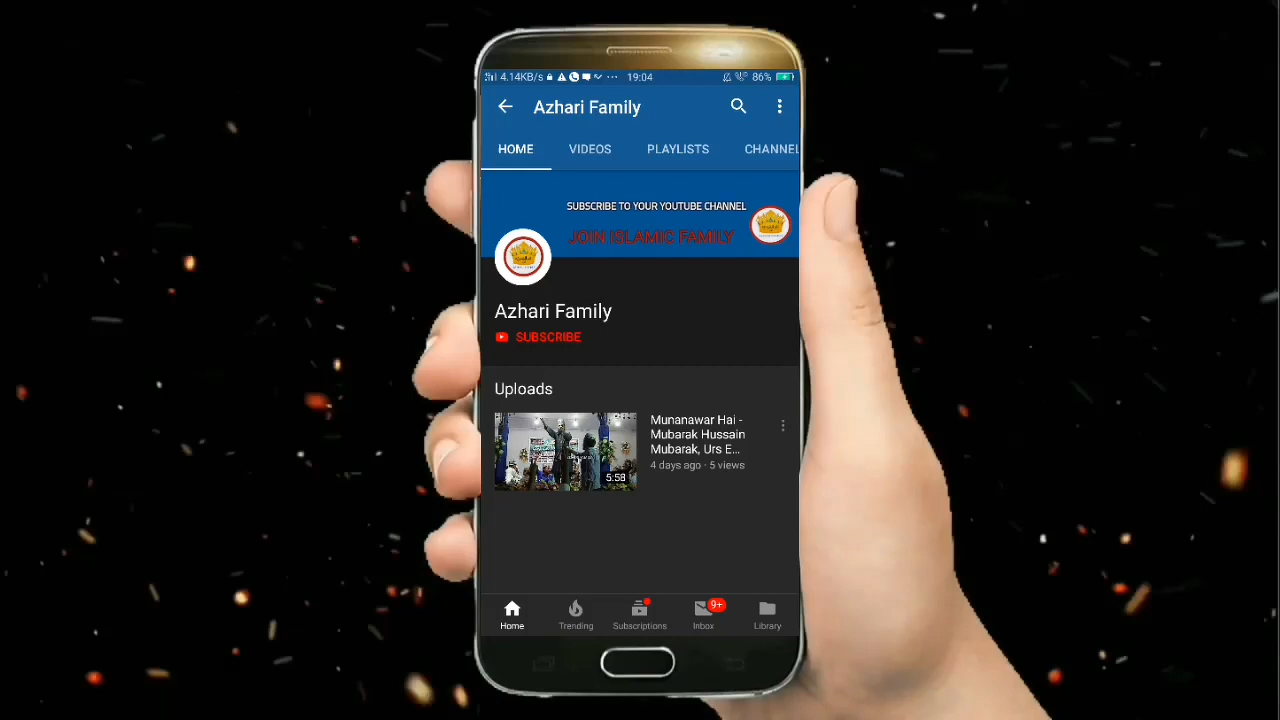 4.14KB/s ... 19:04 86%
Azhari Family
HOME VIDEOS PLAYLISTS CHANNEL
SUBSCRIBE TO YOUR YOUTUBE CHANNEL
JOIN ISLAMIC FAMILY
Azhari Family
SUBSCRIBE
Uploads
Munanawar Hai -
Mubarak Hussain
Mubarak, Urs E...
4 days ago · 5 views
5:58
Home Trending Subscriptions Inbox 9+ Library